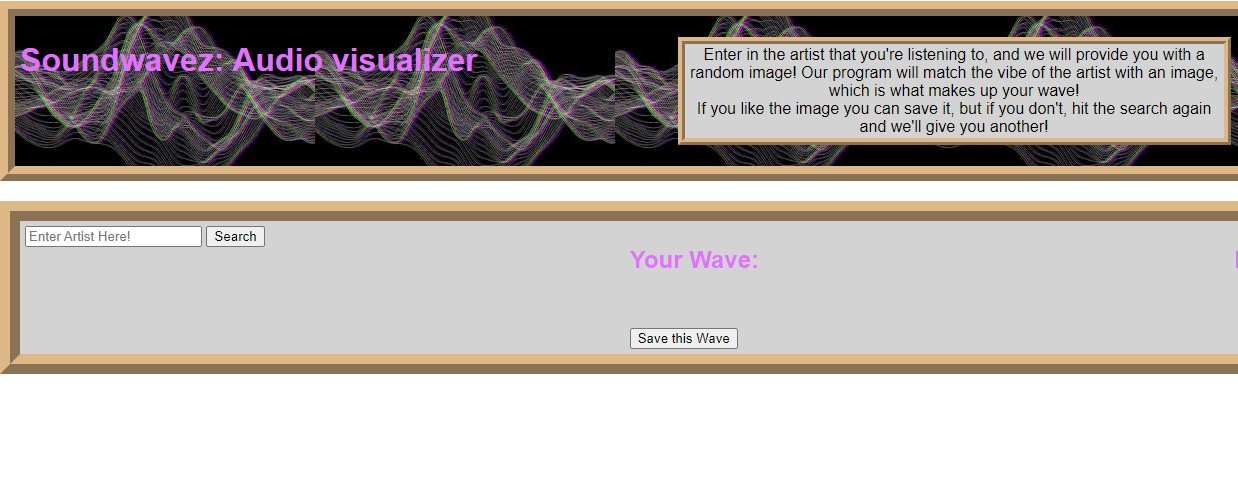 Soundwavez: Audio visualizer
Enter in the artist that you're listening to, and we will provide you with a
random image! Our program will match the vibe of the artist with an image,
which is what makes up your wave!
If you like the image you can save it, but if you don't, hit the search again
and we'll give you another!
Enter Artist Here! Search
Your Wave:
Save this Wave